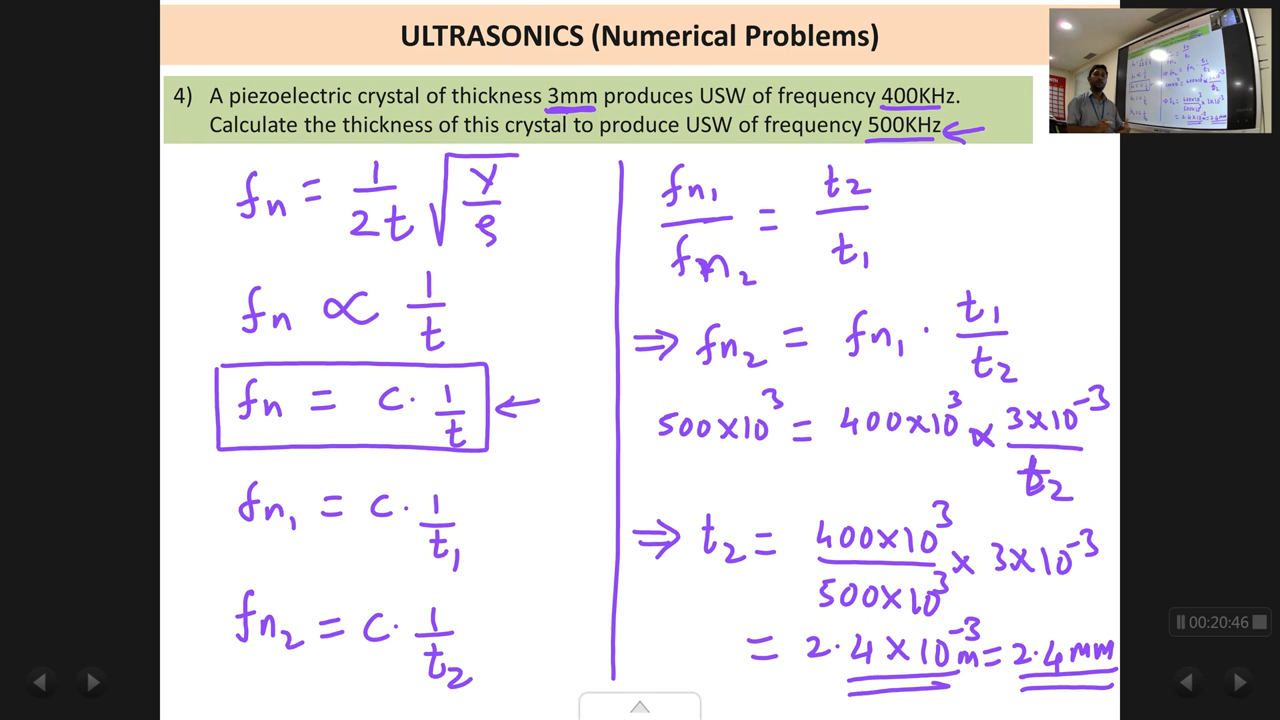 ULTRASONICS (Numerical Problems)
4) A piezoelectric crystal of thickness 3mm produces USW of frequency 400KHz.
Calculate the thickness of this crystal to produce USW of frequency 500KHz
fn = 1/2t √(Y/ρ)
fn ∝ 1/t
fn = c. 1/t
fn₁ = c. 1/t₁
fn₂ = c. 1/t₂
fn₁/fn₂ = t₂/t₁
⇒ fn₂ = fn₁ . t₁/t₂
500×10³ = 400×10³ × 3×10⁻³/t₂
⇒ t₂ = 400×10³/500×10³ × 3×10⁻³
= 2.4×10⁻³m = 2.4mm
00:20:46